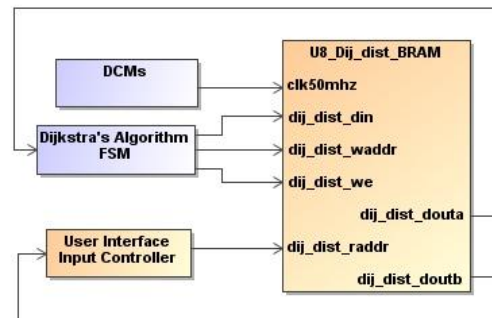 U8_Dij_dist_BRAM
DCMs
clk50mhz
Dijkstra's Algorithm
FSM
dij_dist_din
dij_dist_waddr
dij_dist_we
dij_dist_douta
User Interface
Input Controller
dij_dist_raddr
dij_dist_doutb